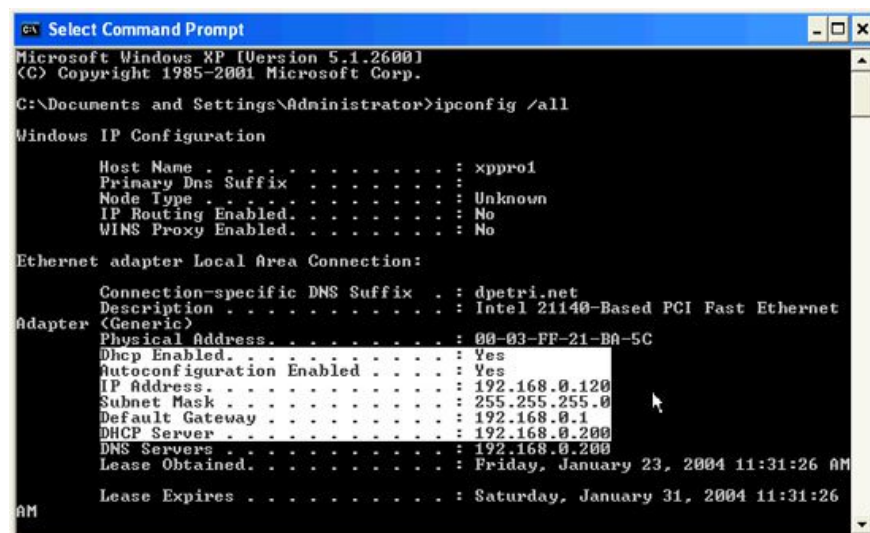 Select Command Prompt
Microsoft Windows XP [Version 5.1.2600]
(C) Copyright 1985-2001 Microsoft Corp.
C:\Documents and Settings\Administrator>ipconfig /all
Windows IP Configuration
Host Name . . . . . . . . . . . . : xppro1
Primary Dns Suffix  . . . . . . . :
Node Type . . . . . . . . . . . . : Unknown
IP Routing Enabled. . . . . . . . : No
WINS Proxy Enabled. . . . . . . . : No
Ethernet adapter Local Area Connection:
Connection-specific DNS Suffix  . : dpetri.net
Description . . . . . . . . . . . : Intel 21140-Based PCI Fast Ethernet
Adapter (Generic)
Physical Address. . . . . . . . . : 00-03-FF-21-BA-5C
Dhcp Enabled. . . . . . . . . . . : Yes
Autoconfiguration Enabled . . . . : Yes
IP Address. . . . . . . . . . . . : 192.168.0.120
Subnet Mask . . . . . . . . . . . : 255.255.255.0
Default Gateway . . . . . . . . . : 192.168.0.1
DHCP Server . . . . . . . . . . . : 192.168.0.200
DNS Servers . . . . . . . . . . . : 192.168.0.200
Lease Obtained. . . . . . . . . . : Friday, January 23, 2004 11:31:26 AM
Lease Expires . . . . . . . . . . : Saturday, January 31, 2004 11:31:26
AM